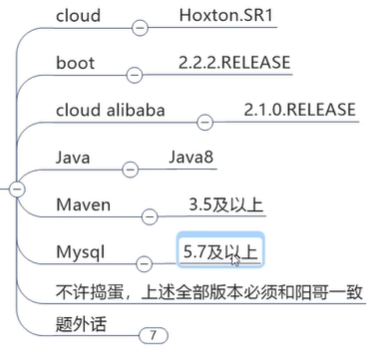 cloud Hoxton.SR1
boot 2.2.2.RELEASE
cloud alibaba 2.1.0.RELEASE
Java Java8
Maven 3.5及以上
Mysql 5.7及以上
不许捣蛋，上述全部版本必须和阳哥一致
题外话 7